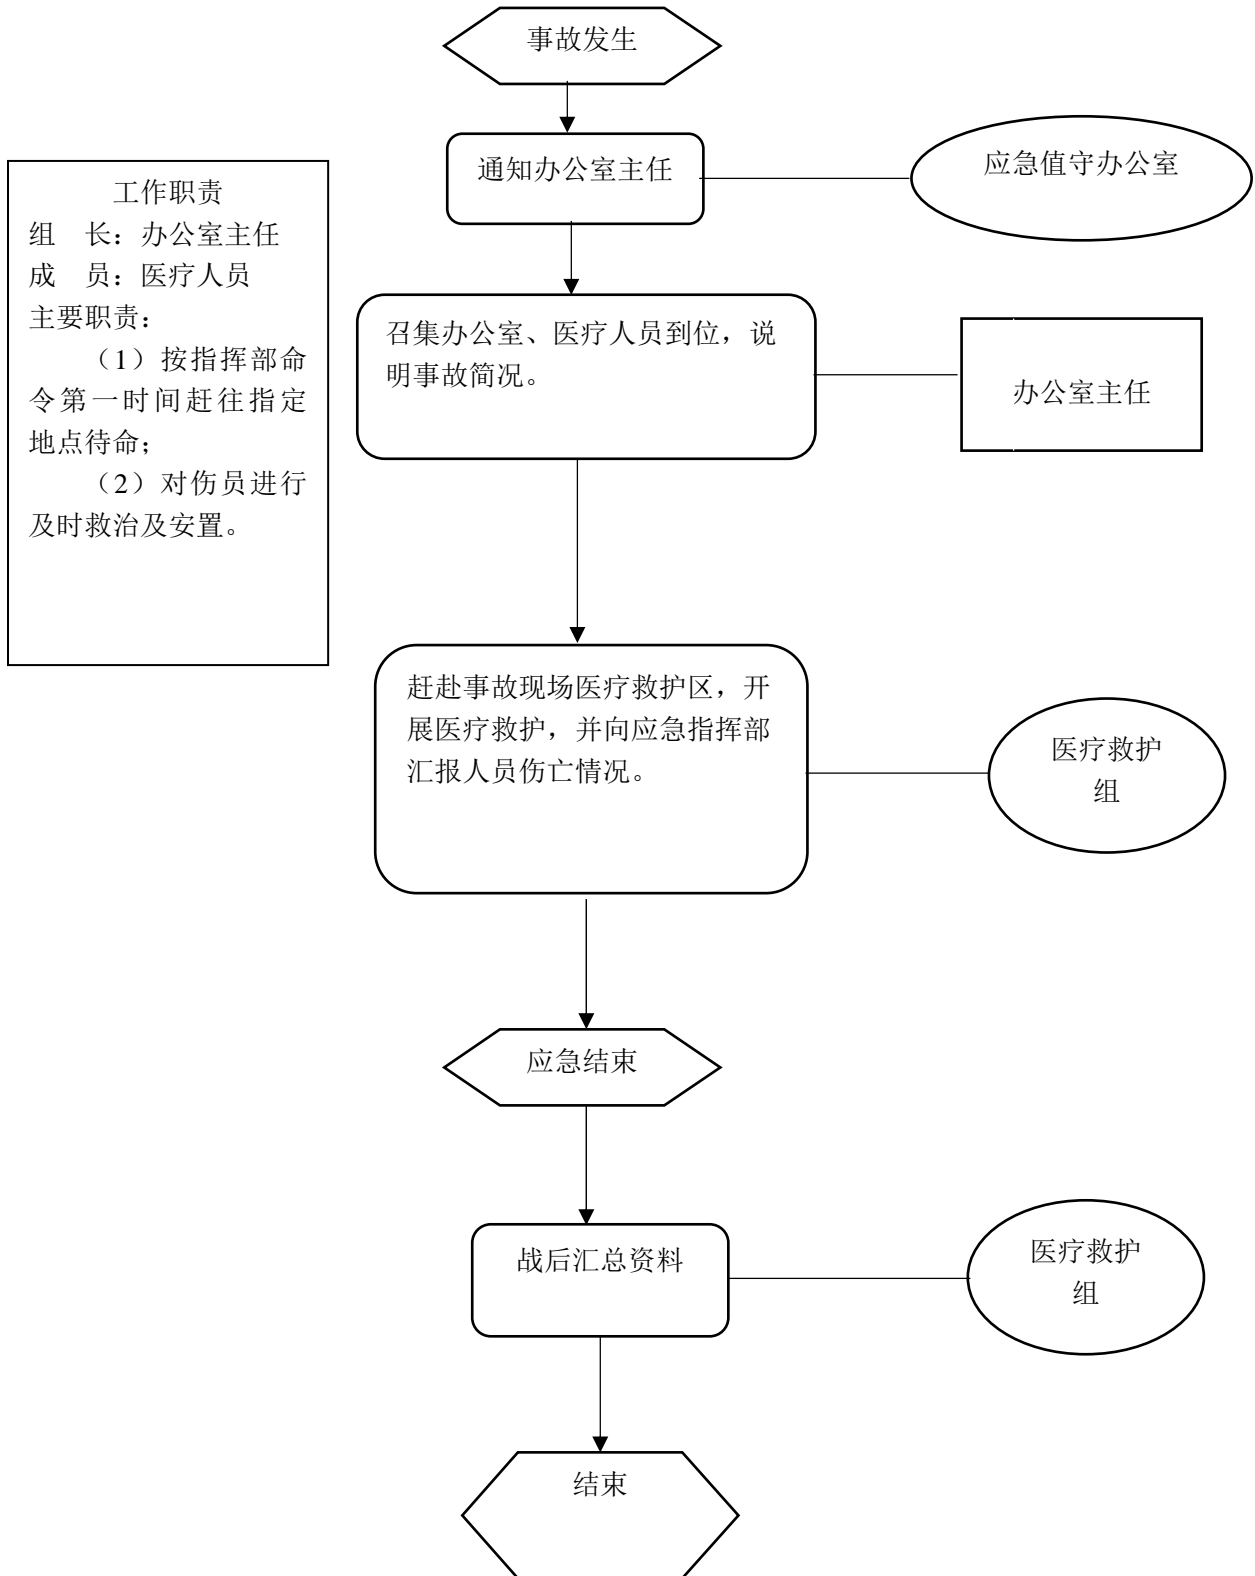 事故发生
通知办公室主任
应急值守办公室
工作职责
组　长：办公室主任
成　员：医疗人员
主要职责：
（1）按指挥部命
令第一时间赶往指定
地点待命；
（2）对伤员进行
及时救治及安置。
召集办公室、医疗人员到位，说
明事故简况。
办公室主任
赶赴事故现场医疗救护区，开
展医疗救护，并向应急指挥部
汇报人员伤亡情况。
医疗救护
组
应急结束
战后汇总资料
医疗救护
组
结束